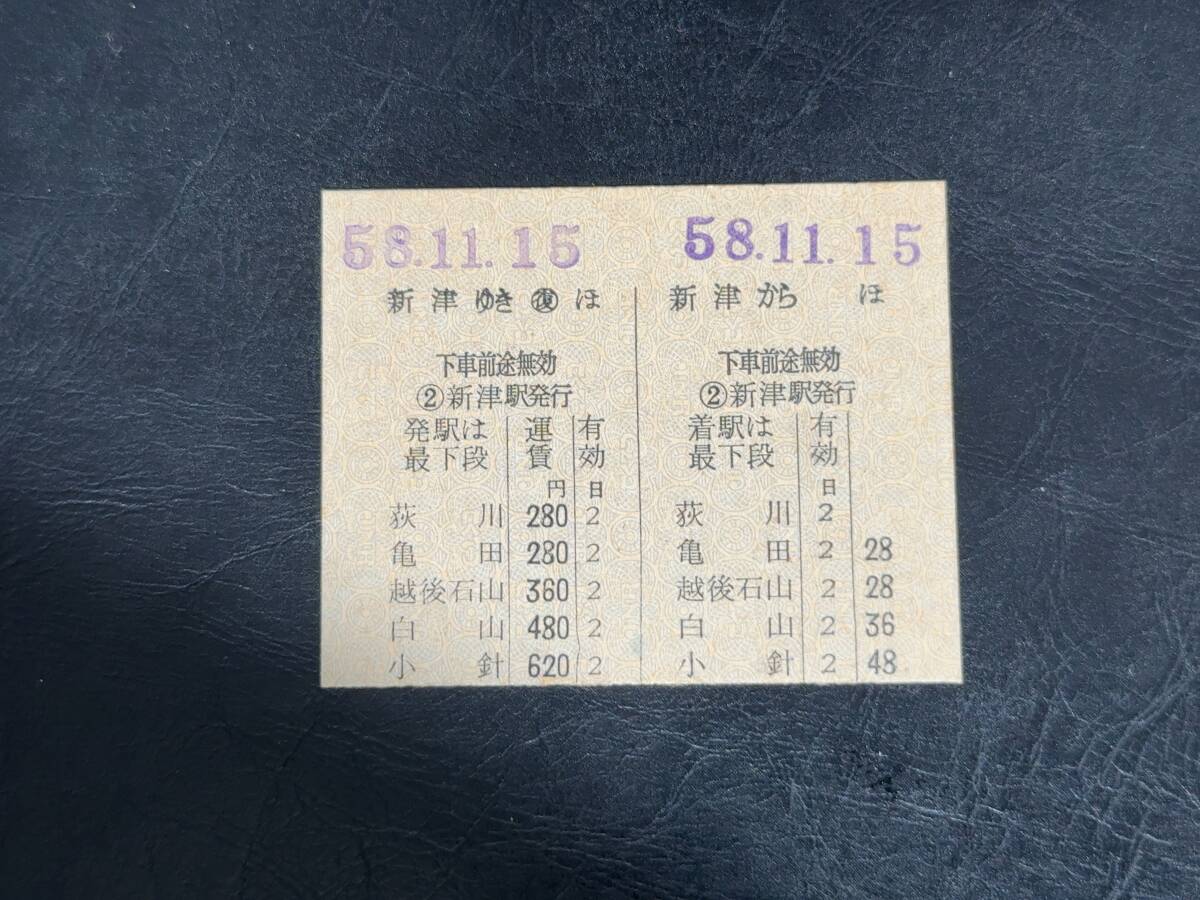 58.11.15
新津ゆき㊢ほ
下車前途無効
②新津駅発行
発駅は 運 有
最下段 賃 効
円 日
荻川 280 2
亀田 280 2
越後石山 360 2
白山 480 2
小針 620 2
58.11.15
新津から ほ
下車前途無効
②新津駅発行
着駅は 有
最下段 効
日
荻川 2
亀田 2 28
越後石山 2 28
白山 2 36
小針 2 48